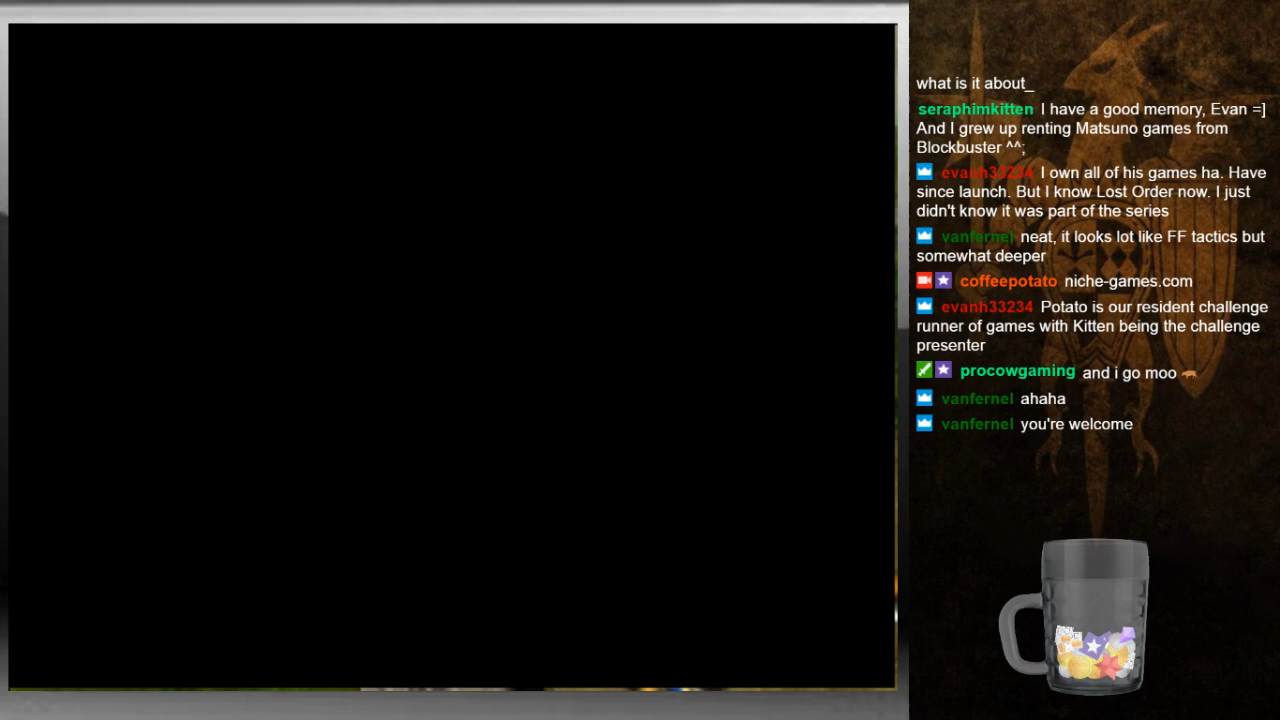 what is it about_
seraphimkitten I have a good memory, Evan =]
And I grew up renting Matsuno games from
Blockbuster ^^;
evanh33234 I own all of his games ha. Have
since launch. But I know Lost Order now. I just
didn't know it was part of the series
vanfernel neat, it looks lot like FF tactics but
somewhat deeper
coffeepotato niche-games.com
evanh33234 Potato is our resident challenge
runner of games with Kitten being the challenge
presenter
procowgaming and i go moo
vanfernel ahaha
vanfernel you're welcome